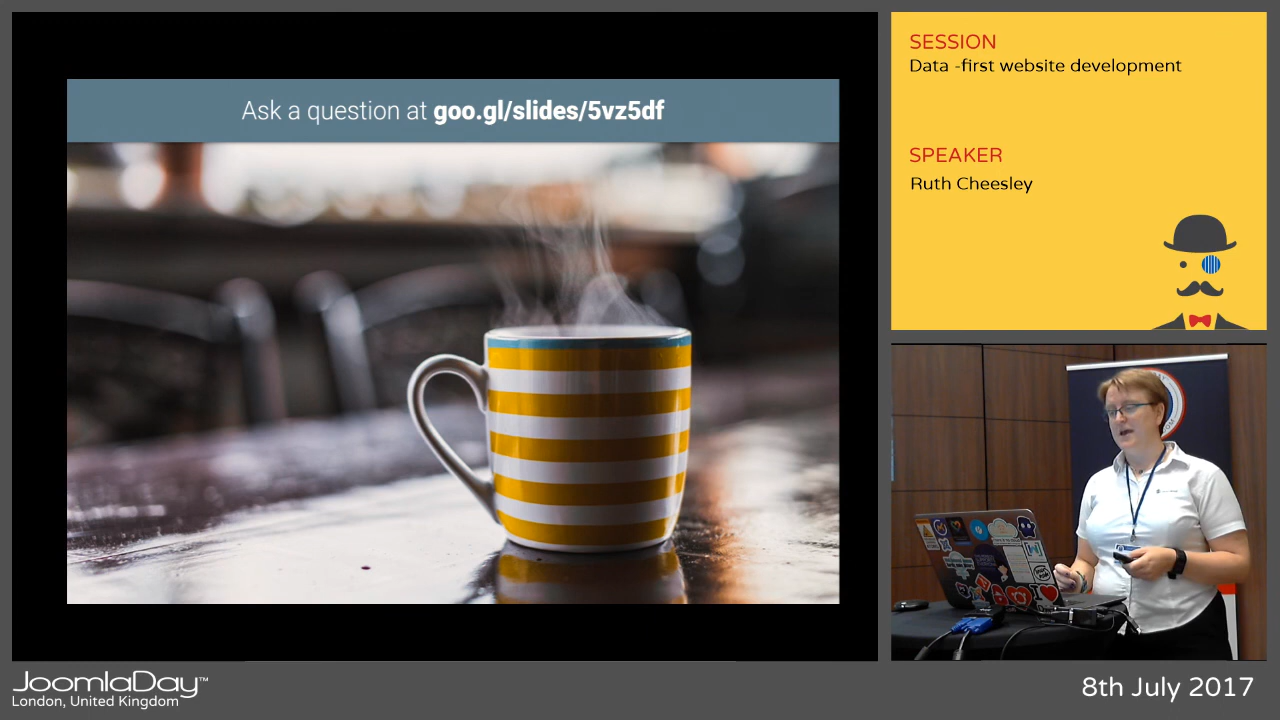 Ask a question at goo.gl/slides/5vz5df
SESSION
Data -first website development
SPEAKER
Ruth Cheesley
JoomlaDay™
London, United Kingdom
8th July 2017